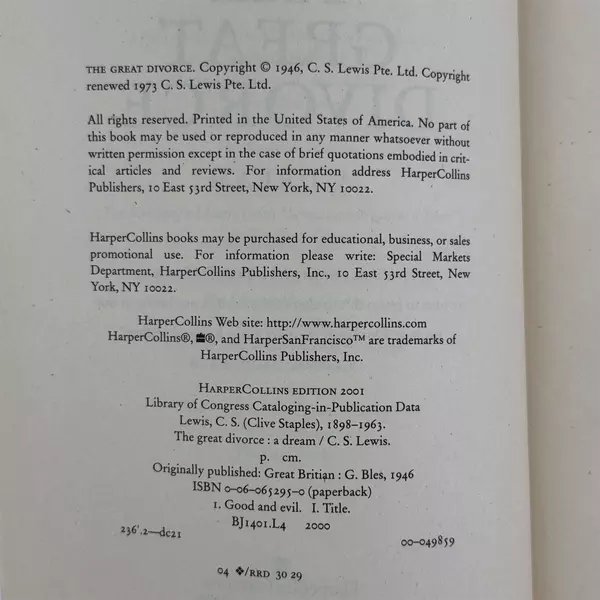 THE GREAT DIVORCE. Copyright © 1946, C. S. Lewis Pte. Ltd. Copyright
renewed 1973 C. S. Lewis Pte. Ltd.
All rights reserved. Printed in the United States of America. No part of
this book may be used or reproduced in any manner whatsoever without
written permission except in the case of brief quotations embodied in crit-
ical articles and reviews. For information address HarperCollins
Publishers, 10 East 53rd Street, New York, NY 10022.
HarperCollins books may be purchased for educational, business, or sales
promotional use. For information please write: Special Markets
Department, HarperCollins Publishers, Inc., 10 East 53rd Street, New
York, NY 10022.
HarperCollins Web site: http://www.harpercollins.com
HarperCollins®, ®, and HarperSanFrancisco™ are trademarks of
HarperCollins Publishers, Inc.
HARPERCOLLINS EDITION 2001
Library of Congress Cataloging-in-Publication Data
Lewis, C. S. (Clive Staples), 1898–1963.
The great divorce : a dream / C. S. Lewis.
p. cm.
Originally published: Great Britian : G. Bles, 1946
ISBN 0–06–065295–0 (paperback)
1. Good and evil. I. Title.
BJ1401.L4 2000
236'.2—dc21
00–049859
04 ❖/RRD 30 29